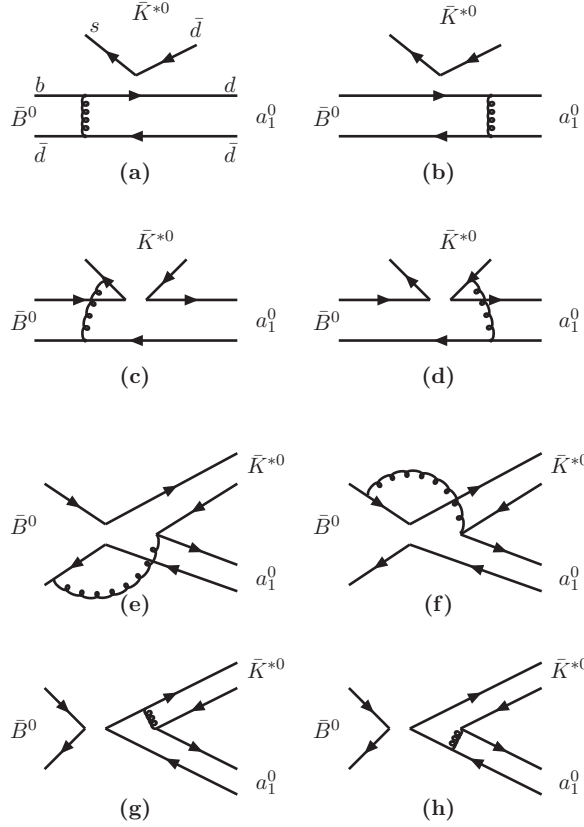 K̄*⁰ K̄*⁰
s d̄
b d
B̄⁰ a₁⁰ B̄⁰ a₁⁰
d̄ d̄
(a) (b)
K̄*⁰ K̄*⁰
B̄⁰ a₁⁰ B̄⁰ a₁⁰
(c) (d)
K̄*⁰ K̄*⁰
B̄⁰ B̄⁰
a₁⁰ a₁⁰
(e) (f)
K̄*⁰ K̄*⁰
B̄⁰ B̄⁰
a₁⁰ a₁⁰
(g) (h)